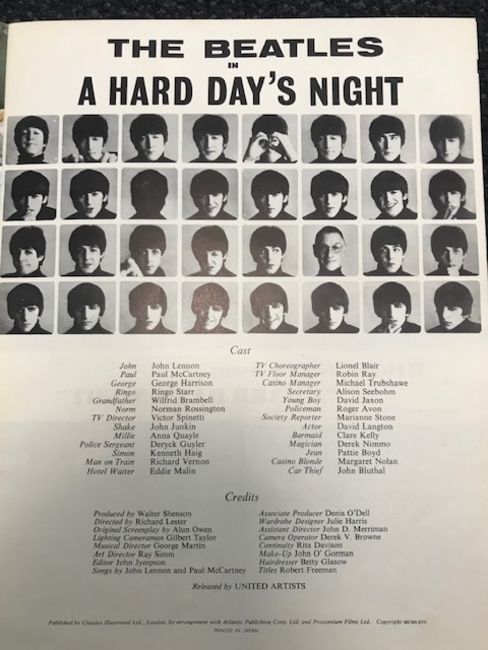 THE BEATLES
IN
A HARD DAY'S NIGHT
Cast
John John Lennon
Paul Paul McCartney
George George Harrison
Ringo Ringo Starr
Grandfather Wilfrid Brambell
Norm Norman Rossington
TV Director Victor Spinetti
Shake John Junkin
Millie Anna Quayle
Police Sergeant Deryck Guyler
Simon Kenneth Haig
Man on Train Richard Vernon
Hotel Waiter Eddie Malin
TV Choreographer Lionel Blair
TV Floor Manager Robin Ray
Casino Manager Michael Trubshawe
Secretary Alison Seebohm
Young Boy David Jaxon
Policeman Roger Avon
Society Reporter Marianne Stone
Actor David Langton
Barmaid Clare Kelly
Magician Derek Nimmo
Jean Pattie Boyd
Casino Blonde Margaret Nolan
Car Thief John Bluthal
Credits
Produced by Walter Shenson
Directed by Richard Lester
Original Screenplay by Alun Owen
Lighting Cameraman Gilbert Taylor
Musical Director George Martin
Art Director Ray Simm
Editor John Jympson
Songs by John Lennon and Paul McCartney
Associate Producer Denis O'Dell
Wardrobe Designer Julie Harris
Assistant Director John D. Merriman
Camera Operator Derek V. Browne
Continuity Rita Davison
Make-Up John O' Gorman
Hairdresser Betty Glasow
Titles Robert Freeman
Released by UNITED ARTISTS
Published by Classics Illustrated Ltd., London, by arrangement with Atlantic Publishing Corp. Ltd. and Proscenium Films Ltd. Copyright MCMLXIV.
PRINTED IN JAPAN